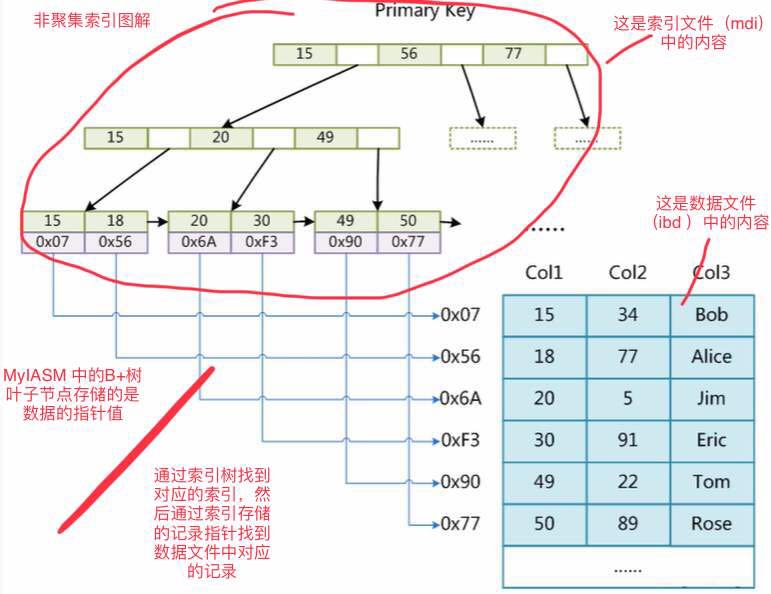 非聚集索引图解
Primary Key
这是索引文件（mdi）
中的内容
15 56 77
15 20 49
...... ......
15 18 20 30 49 50
0x07 0x56 0x6A 0xF3 0x90 0x77
......
这是数据文件
（ibd ）中的内容
Col1 Col2 Col3
0x07 15 34 Bob
0x56 18 77 Alice
0x6A 20 5 Jim
0xF3 30 91 Eric
0x90 49 22 Tom
0x77 50 89 Rose
......
MyIASM 中的B+树
叶子节点存储的是
数据的指针值
通过索引树找到
对应的索引，然
后通过索引存储
的记录指针找到
数据文件中对应
的记录